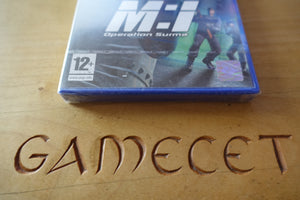 M:I
Operation Surma
12+
GAMECET